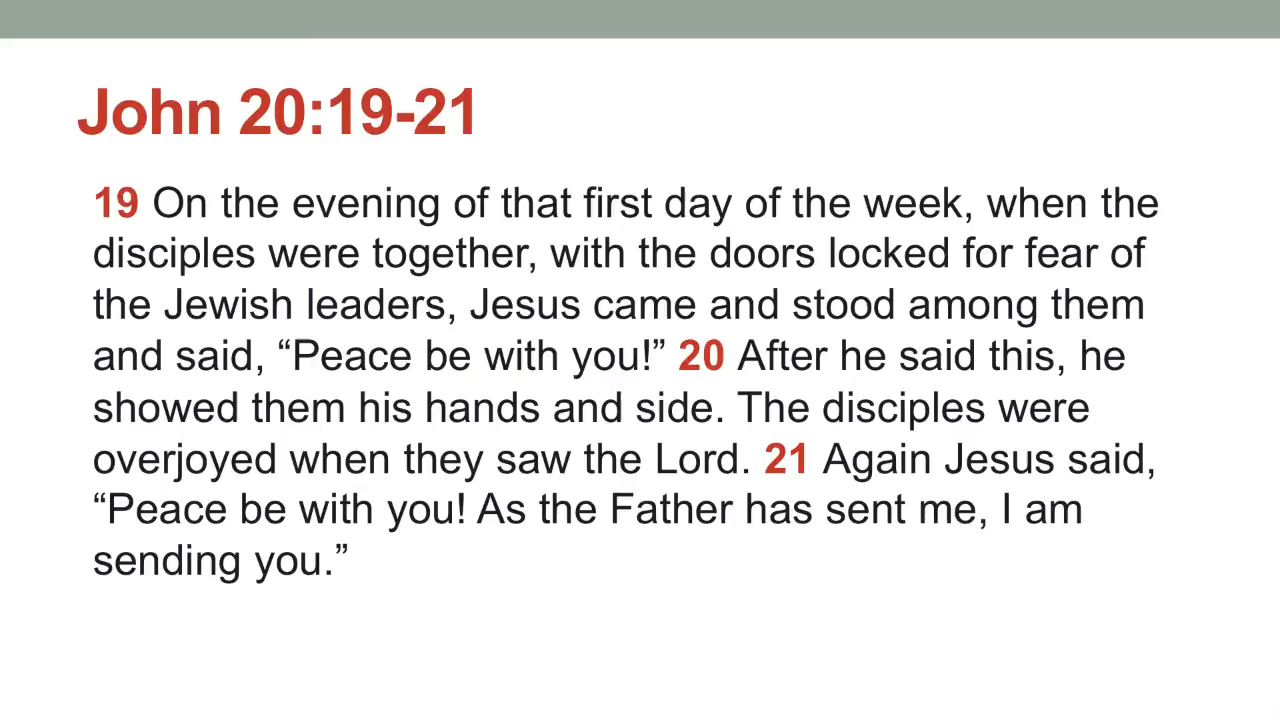 John 20:19-21
19 On the evening of that first day of the week, when the
disciples were together, with the doors locked for fear of
the Jewish leaders, Jesus came and stood among them
and said, “Peace be with you!” 20 After he said this, he
showed them his hands and side. The disciples were
overjoyed when they saw the Lord. 21 Again Jesus said,
“Peace be with you! As the Father has sent me, I am
sending you.”